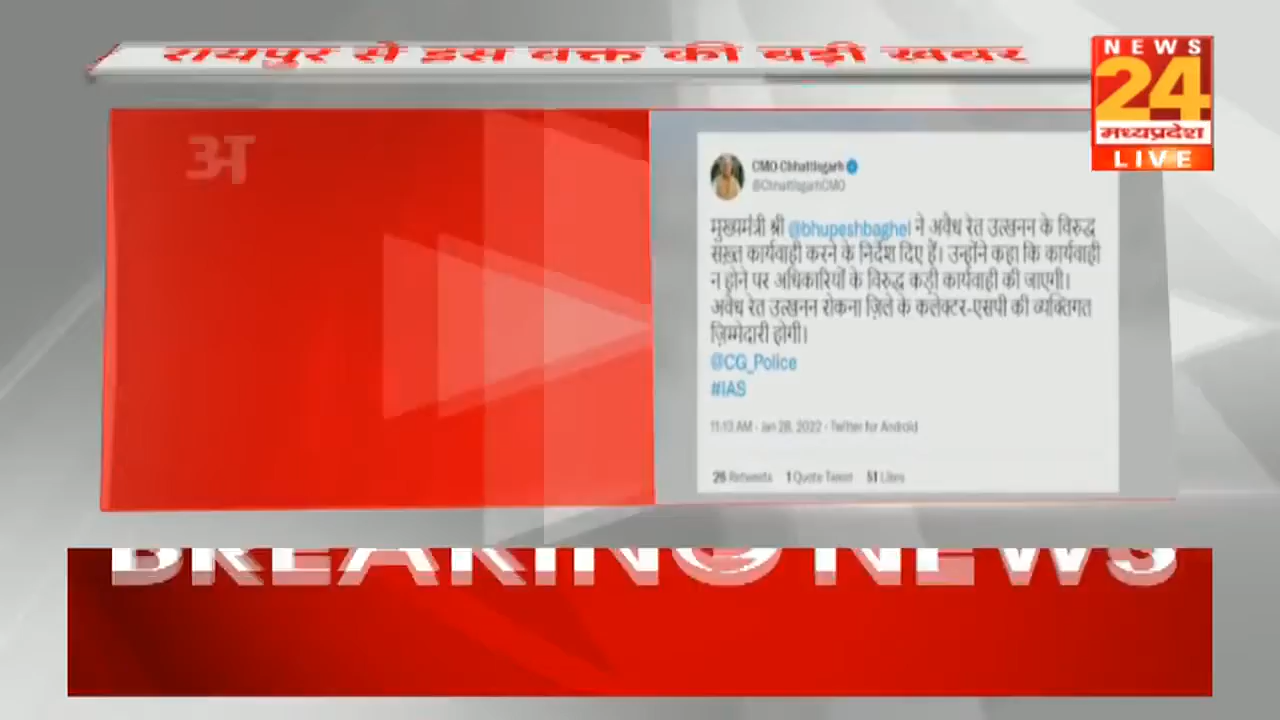 रायपुर से इस वक्त की बड़ी खबर
NEWS
24
मध्यप्रदेश
LIVE
अ
CMO Chhattisgarh
@ChhattisgarhCMO
मुख्यमंत्री श्री @bhupeshbaghel ने अवैध रेत उत्खनन के विरुद्ध
सख़्त कार्यवाही करने के निर्देश दिए हैं। उन्होंने कहा कि कार्यवाही
न होने पर अधिकारियों के विरुद्ध कड़ी कार्यवाही की जाएगी।
अवैध रेत उत्खनन रोकना ज़िले के कलेक्टर-एसपी की व्यक्तिगत
ज़िम्मेदारी होगी।
@CG_Police
#IAS
11:13 AM · Jan 28, 2022 · Twitter for Android
26 Retweets 1 Quote Tweet 51 Likes
BREAKING NEWS